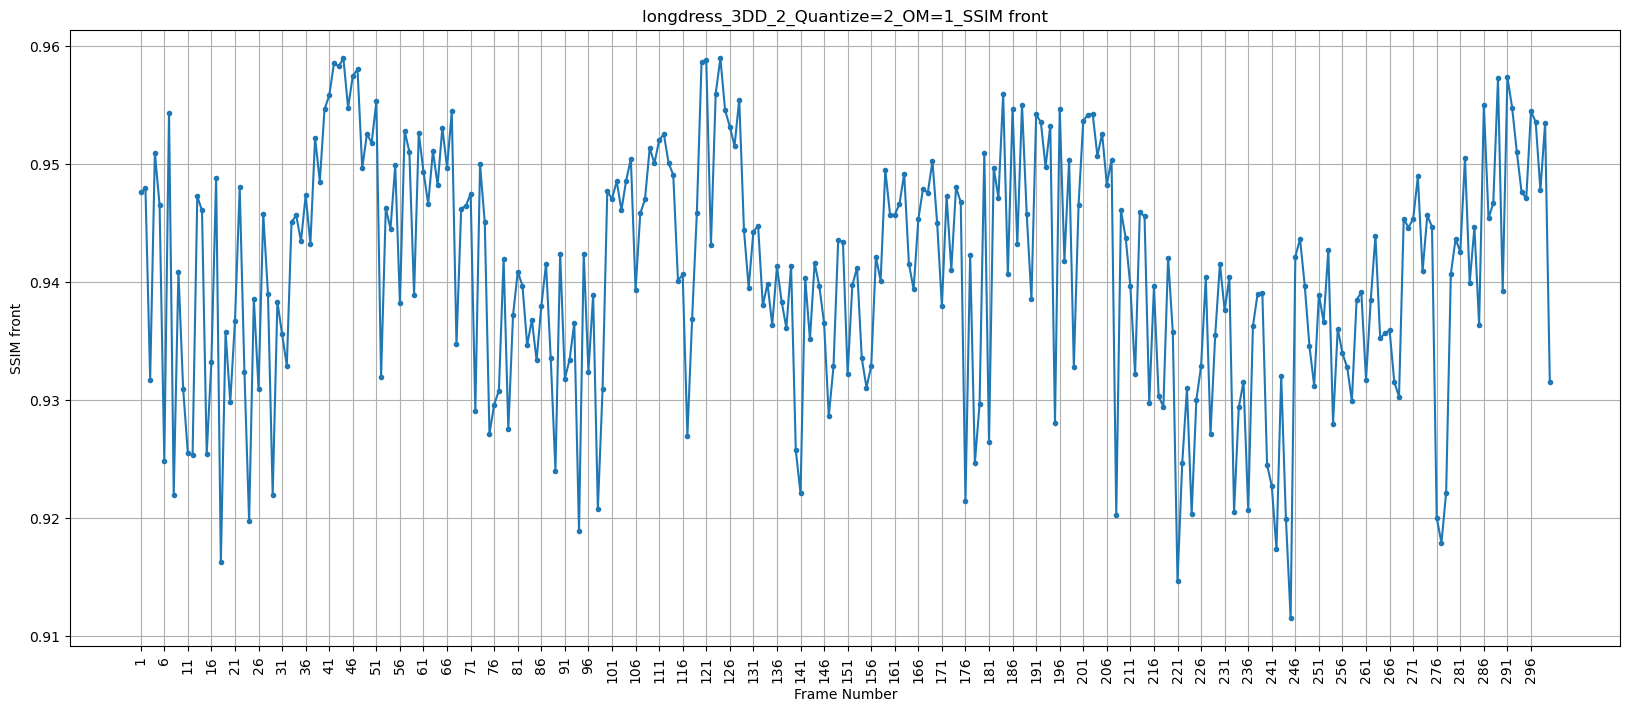 longdress_3DD_2_Quantize=2_OM=1_SSIM front
0.96
0.95
0.94
0.93
0.92
0.91
SSIM front
1 6 11 16 21 26 31 36 41 46 51 56 61 66 71 76 81 86 91 96 101 106 111 116 121 126 131 136 141 146 151 156 161 166 171 176 181 186 191 196 201 206 211 216 221 226 231 236 241 246 251 256 261 266 271 276 281 286 291 296
Frame Number